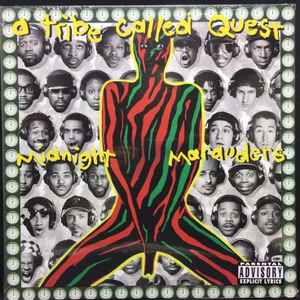 a tribe called Quest
midnight marauders
PARENTAL
ADVISORY
EXPLICIT LYRICS